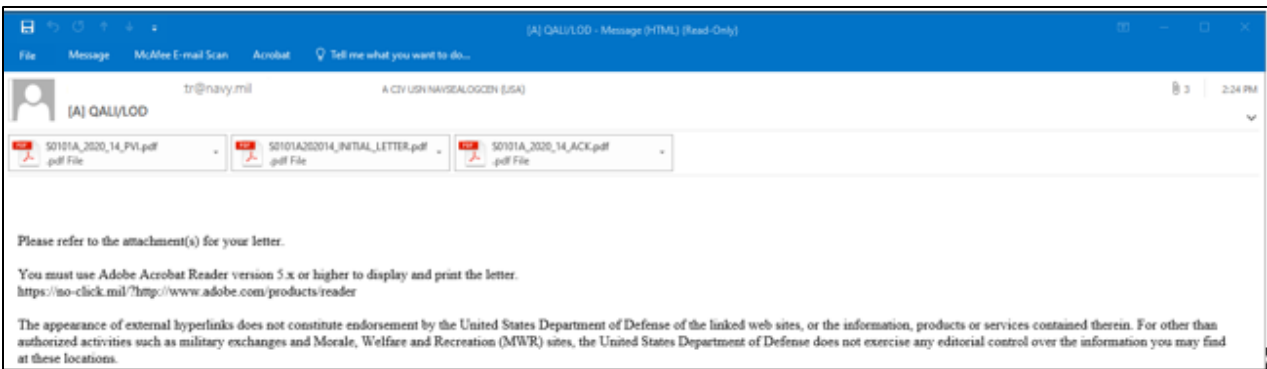 [A] QALI/LOD - Message (HTML) (Read-Only)
File Message McAfee E-mail Scan Acrobat Tell me what you want to do...
tr@navy.mil A CIV USN NAVSEALOGCEN (USA) 3 2:24 PM
[A] QALI/LOD
S0101A_2020_14_PVI.pdf S0101A202014_INITIAL_LETTER.pdf S0101A_2020_14_ACK.pdf
.pdf File .pdf File .pdf File
Please refer to the attachment(s) for your letter.
You must use Adobe Acrobat Reader version 5.x or higher to display and print the letter.
https://no-click.mil/?http://www.adobe.com/products/reader
The appearance of external hyperlinks does not constitute endorsement by the United States Department of Defense of the linked web sites, or the information, products or services contained therein. For other than
authorized activities such as military exchanges and Morale, Welfare and Recreation (MWR) sites, the United States Department of Defense does not exercise any editorial control over the information you may find
at these locations.